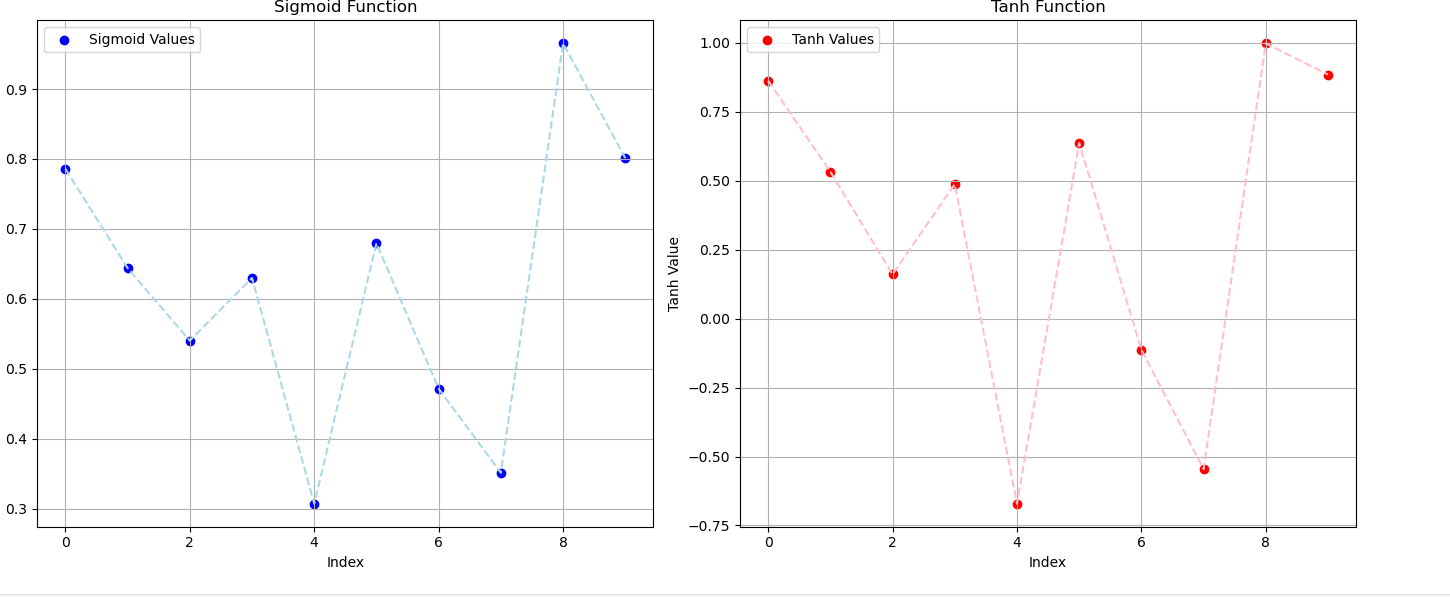 Sigmoid Function
Sigmoid Values
0.9
0.8
0.7
0.6
0.5
0.4
0.3
0 2 4 6 8
Index
Tanh Function
Tanh Values
Tanh Value
1.00
0.75
0.50
0.25
0.00
−0.25
−0.50
−0.75
0 2 4 6 8
Index